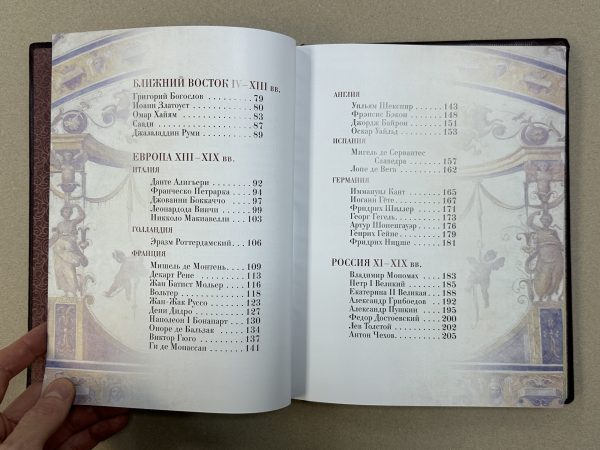 БЛИЖНИЙ ВОСТОК IV—XIII вв.
Григорий Богослов . . . . . . . . . 79
Иоанн Златоуст . . . . . . . . . . . 80
Омар Хайям . . . . . . . . . . . . . . 83
Саади . . . . . . . . . . . . . . . . . . . 87
Джалаладдин Руми . . . . . . . . . 89
ЕВРОПА XIII—XIX вв.
ИТАЛИЯ
Данте Алигьери . . . . . . . . . . 92
Франческо Петрарка . . . . . . 94
Джованни Боккаччо . . . . . . 97
Леонардо да Винчи . . . . . . . 99
Никколо Макиавелли . . . . . 103
ГОЛЛАНДИЯ
Эразм Роттердамский . . . . . 106
ФРАНЦИЯ
Мишель де Монтень . . . . . . 109
Декарт Рене . . . . . . . . . . . . . 113
Жан Батист Мольер . . . . . . 116
Вольтер . . . . . . . . . . . . . . . . 118
Жан-Жак Руссо . . . . . . . . . . 123
Дени Дидро . . . . . . . . . . . . . 127
Наполеон I Бонапарт . . . . . 130
Оноре де Бальзак . . . . . . . . 134
Виктор Гюго . . . . . . . . . . . . 137
Ги де Мопассан . . . . . . . . . . 141
АНГЛИЯ
Уильям Шекспир . . . . . . . . . 143
Фрэнсис Бэкон . . . . . . . . . . 148
Джордж Байрон . . . . . . . . . 151
Оскар Уайльд . . . . . . . . . . . 153
ИСПАНИЯ
Мигель де Сервантес
Сааведро . . . . . . . . . . . 157
Лопе де Вега . . . . . . . . . . . . 162
ГЕРМАНИЯ
Иммануил Кант . . . . . . . . . . 165
Иоганн Гёте . . . . . . . . . . . . . 167
Фридрих Шиллер . . . . . . . . 171
Георг Гегель . . . . . . . . . . . . 173
Артур Шопенгауэр . . . . . . . 176
Генрих Гейне . . . . . . . . . . . 179
Фридрих Ницше . . . . . . . . . 181
РОССИЯ XI—XIX вв.
Владимир Мономах . . . . . . 183
Петр I Великий . . . . . . . . . . 185
Екатерина II Великая . . . . . 188
Александр Грибоедов . . . . . 192
Александр Пушкин . . . . . . . 195
Федор Достоевский . . . . . . . 200
Лев Толстой . . . . . . . . . . . . 202
Антон Чехов. . . . . . . . . . . . 205